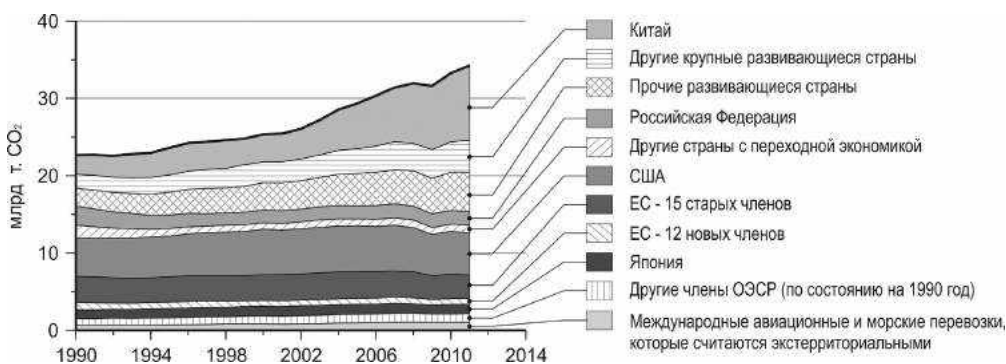 40
30
20
10
0
млрд т. CO₂
1990 1994 1998 2002 2006 2010 2014
Китай
Другие крупные развивающиеся страны
Прочие развивающиеся страны
Российская Федерация
Другие страны с переходной экономикой
США
ЕС - 15 старых членов
ЕС - 12 новых членов
Япония
Другие члены ОЭСР (по состоянию на 1990 год)
Международные авиационные и морские перевозки,
которые считаются экстерриториальными